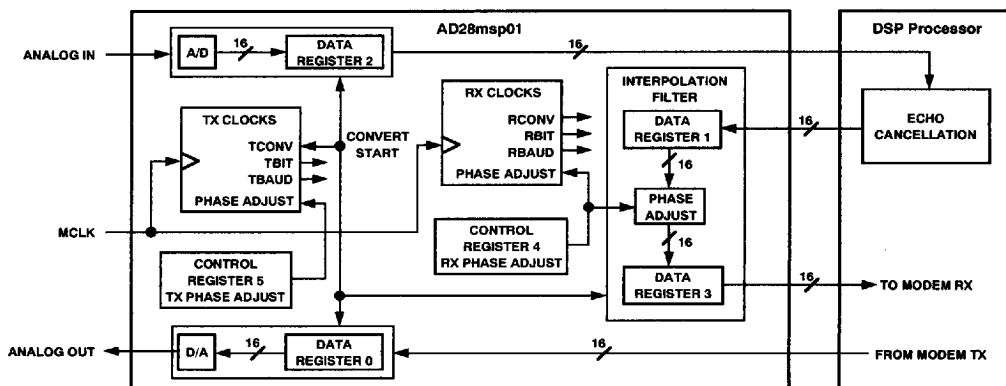 AD28msp01
DSP Processor
ANALOG IN
A/D
16
DATA
REGISTER 2
16
INTERPOLATION
FILTER
RX CLOCKS
RCONV
RBIT
RBAUD
PHASE ADJUST
DATA
REGISTER 1
16
ECHO
CANCELLATION
TX CLOCKS
TCONV
TBIT
TBAUD
PHASE ADJUST
CONVERT
START
16
PHASE
ADJUST
16
MCLK
CONTROL
REGISTER 4
RX PHASE ADJUST
CONTROL
REGISTER 5
TX PHASE ADJUST
DATA
REGISTER 3
16
TO MODEM RX
ANALOG OUT
D/A
16
DATA
REGISTER 0
16
FROM MODEM TX